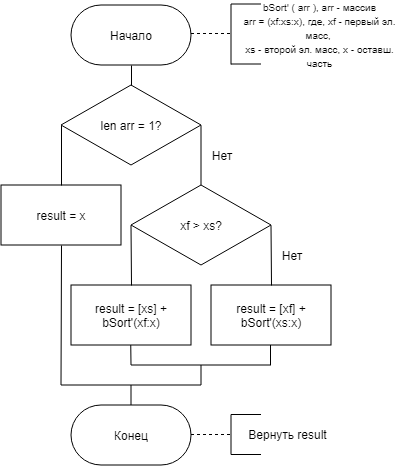 Начало
bSort' ( arr ), arr - массив
arr = (xf:xs:x), где, xf - первый эл.
масс,
xs - второй эл. масс, x - оставш.
часть
len arr = 1?
Нет
result = x
xf > xs?
Нет
result = [xs] +
bSort'(xf:x)
result = [xf] +
bSort'(xs:x)
Конец
Вернуть result